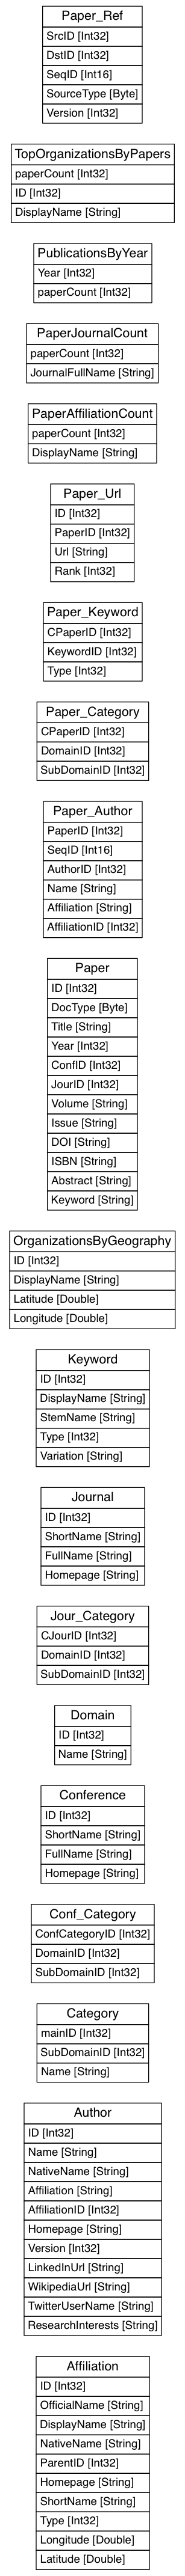 Paper_Ref
SrcID [Int32]
DstID [Int32]
SeqID [Int16]
SourceType [Byte]
Version [Int32]
TopOrganizationsByPapers
paperCount [Int32]
ID [Int32]
DisplayName [String]
PublicationsByYear
Year [Int32]
paperCount [Int32]
PaperJournalCount
paperCount [Int32]
JournalFullName [String]
PaperAffiliationCount
paperCount [Int32]
DisplayName [String]
Paper_Url
ID [Int32]
PaperID [Int32]
Url [String]
Rank [Int32]
Paper_Keyword
CPaperID [Int32]
KeywordID [Int32]
Type [Int32]
Paper_Category
CPaperID [Int32]
DomainID [Int32]
SubDomainID [Int32]
Paper_Author
PaperID [Int32]
SeqID [Int16]
AuthorID [Int32]
Name [String]
Affiliation [String]
AffiliationID [Int32]
Paper
ID [Int32]
DocType [Byte]
Title [String]
Year [Int32]
ConfID [Int32]
JourID [Int32]
Volume [String]
Issue [String]
DOI [String]
ISBN [String]
Abstract [String]
Keyword [String]
OrganizationsByGeography
ID [Int32]
DisplayName [String]
Latitude [Double]
Longitude [Double]
Keyword
ID [Int32]
DisplayName [String]
StemName [String]
Type [Int32]
Variation [String]
Journal
ID [Int32]
ShortName [String]
FullName [String]
Homepage [String]
Jour_Category
CJourID [Int32]
DomainID [Int32]
SubDomainID [Int32]
Domain
ID [Int32]
Name [String]
Conference
ID [Int32]
ShortName [String]
FullName [String]
Homepage [String]
Conf_Category
ConfCategoryID [Int32]
DomainID [Int32]
SubDomainID [Int32]
Category
mainID [Int32]
SubDomainID [Int32]
Name [String]
Author
ID [Int32]
Name [String]
NativeName [String]
Affiliation [String]
AffiliationID [Int32]
Homepage [String]
Version [Int32]
LinkedInUrl [String]
WikipediaUrl [String]
TwitterUserName [String]
ResearchInterests [String]
Affiliation
ID [Int32]
OfficialName [String]
DisplayName [String]
NativeName [String]
ParentID [Int32]
Homepage [String]
ShortName [String]
Type [Int32]
Longitude [Double]
Latitude [Double]